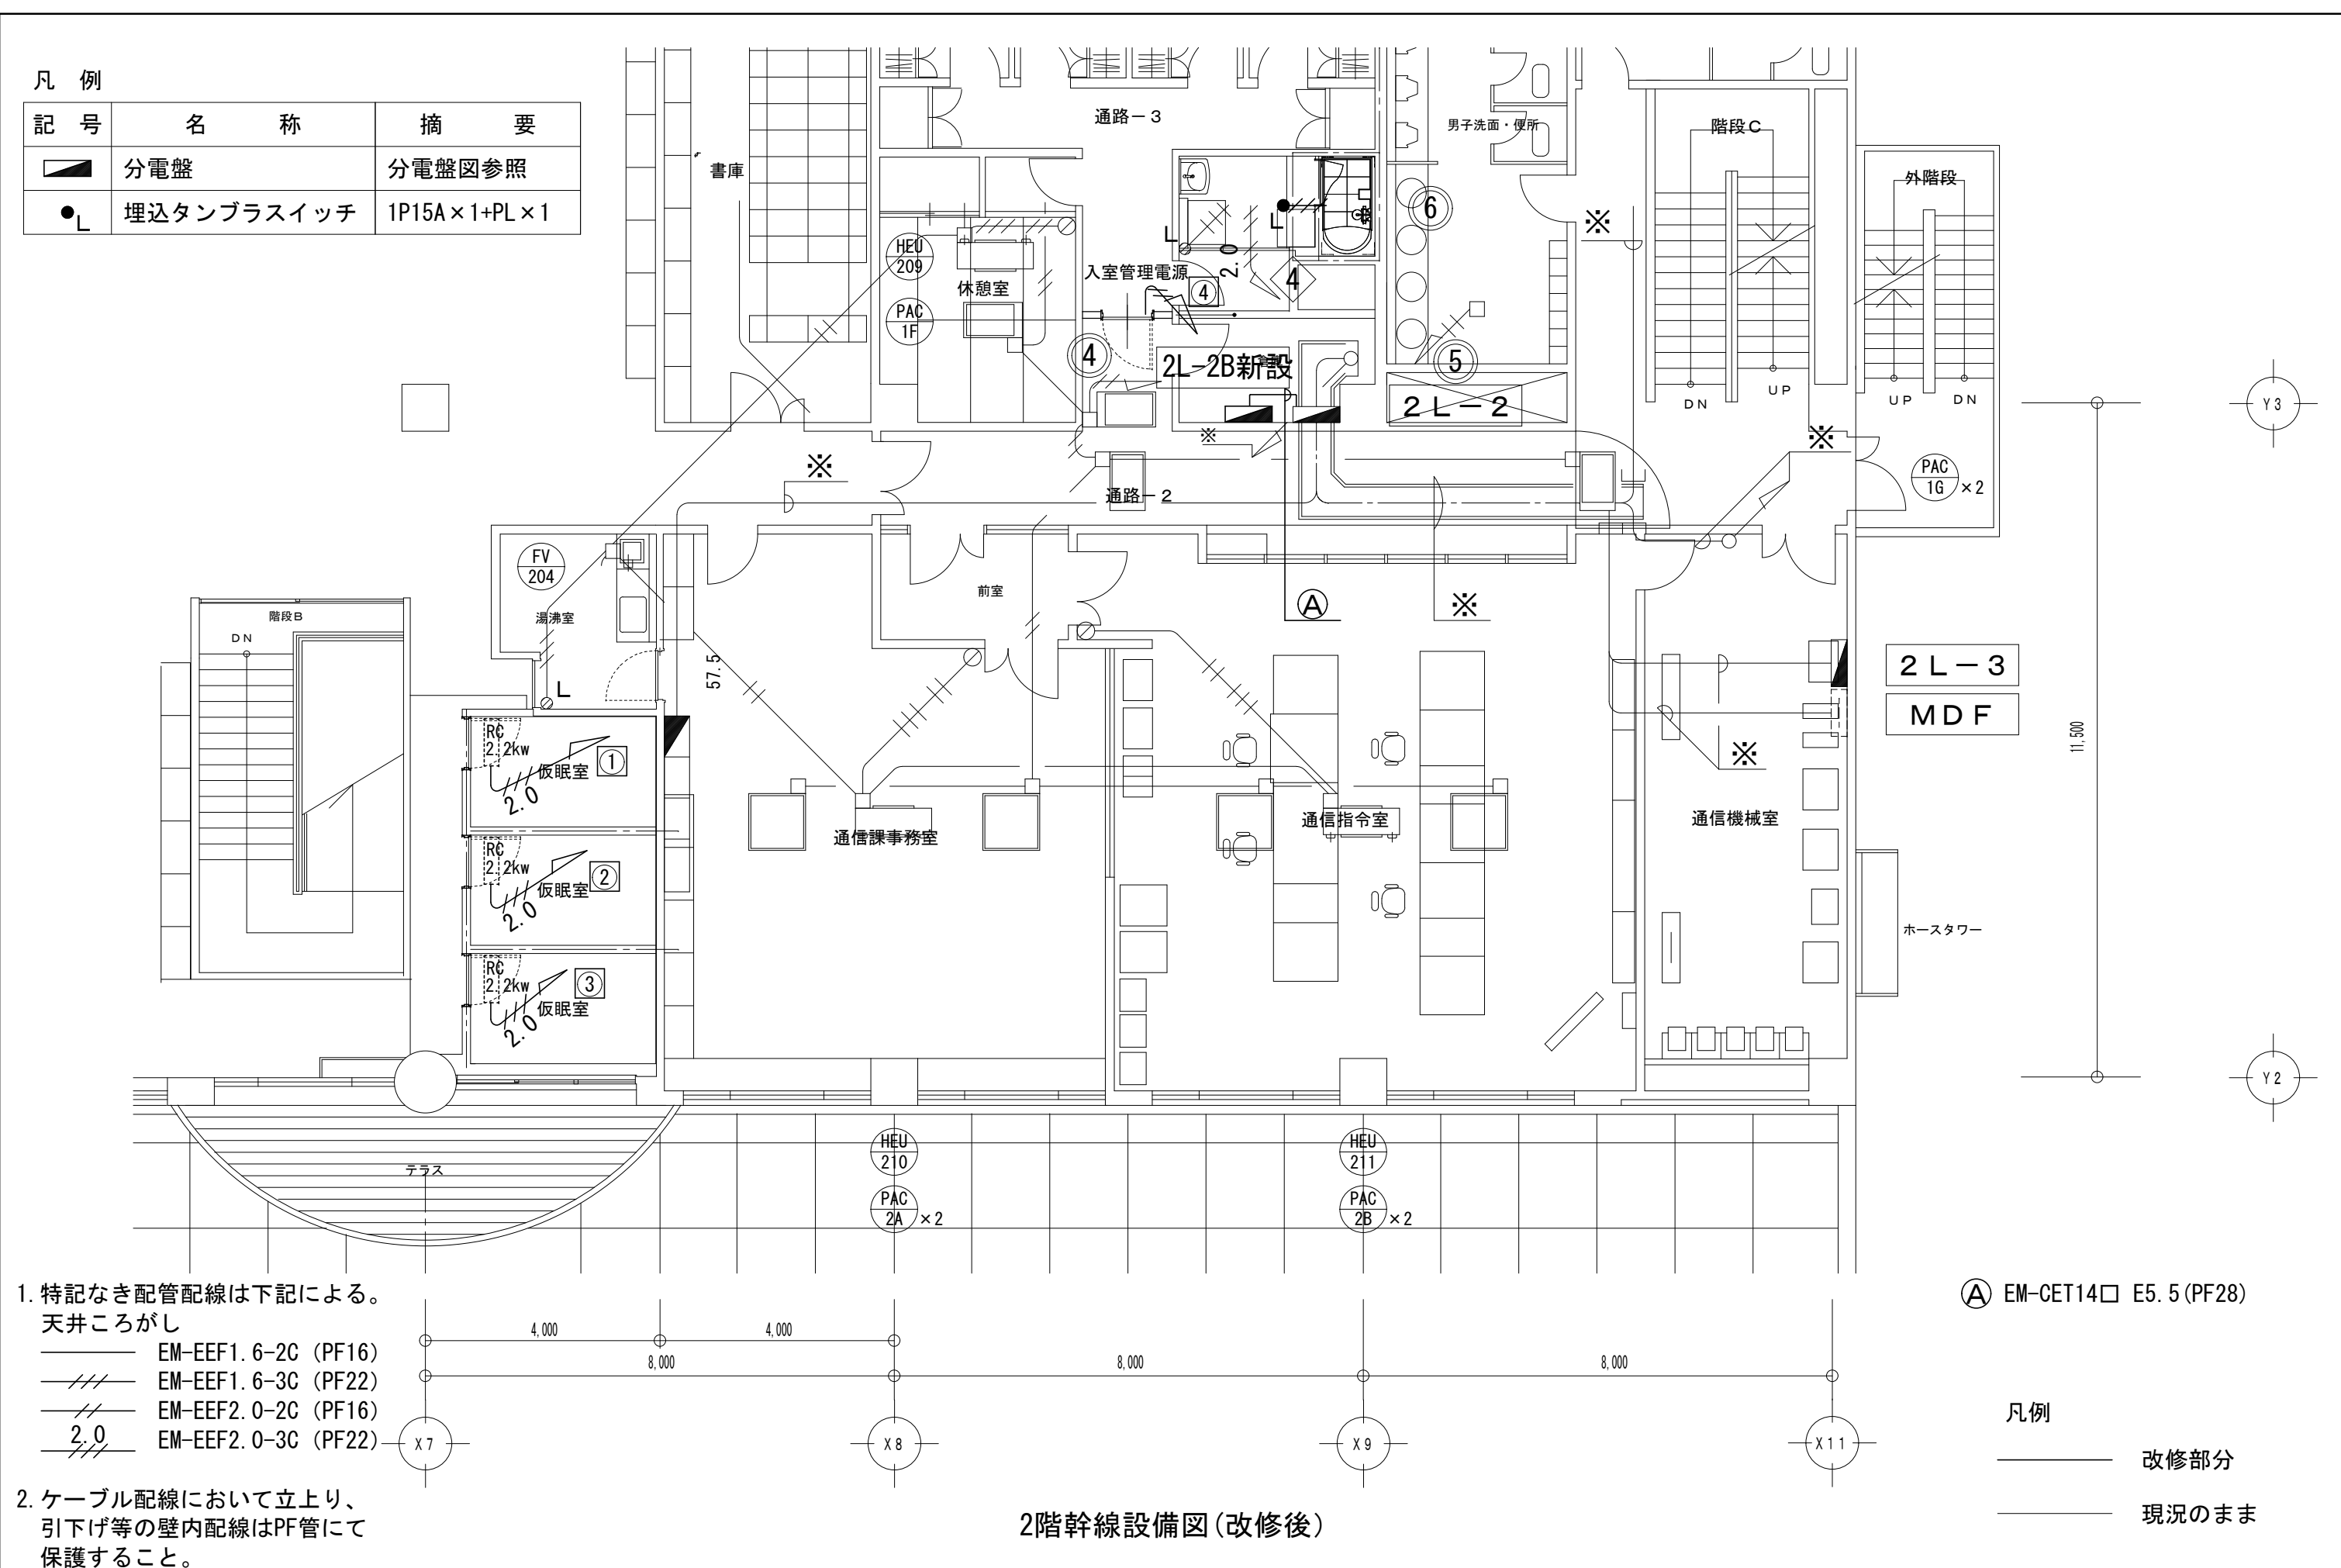 凡　例
記　号　名　称　摘　要
分電盤　分電盤図参照
●L　埋込タンブラスイッチ　1P15A×1+PL×1
通路－3
男子洗面・便所
階段C
外階段
書庫
HEU
209
休憩室
PAC
1F
入室管理電源
L
L
2.0
4
④
④
⑥
⑤
※
2L-2B新設
2L-2
※
DN
UP
UP
DN
Y3
※
通路－2
※
PAC
1G ×2
FV
204
湯沸室
L
階段B
DN
前室
Ⓐ
※
57.5
2L-3
MDF
※
11,500
RC
2.2kw
仮眠室 ①
2.0
RC
2.2kw
仮眠室 ②
2.0
RC
2.2kw
仮眠室 ③
2.0
通信課事務室
通信指令室
通信機械室
ホースタワー
Y2
テラス
HEU
210
PAC
2A ×2
HEU
211
PAC
2B ×2
1.特記なき配管配線は下記による。
天井ころがし
EM-EEF1.6-2C (PF16)
EM-EEF1.6-3C (PF22)
EM-EEF2.0-2C (PF16)
2.0 EM-EEF2.0-3C (PF22)
2.ケーブル配線において立上り、
引下げ等の壁内配線はPF管にて
保護すること。
4,000
4,000
8,000
8,000
8,000
X7
X8
X9
X11
2階幹線設備図(改修後)
Ⓐ EM-CET14□ E5.5(PF28)
凡例
改修部分
現況のまま